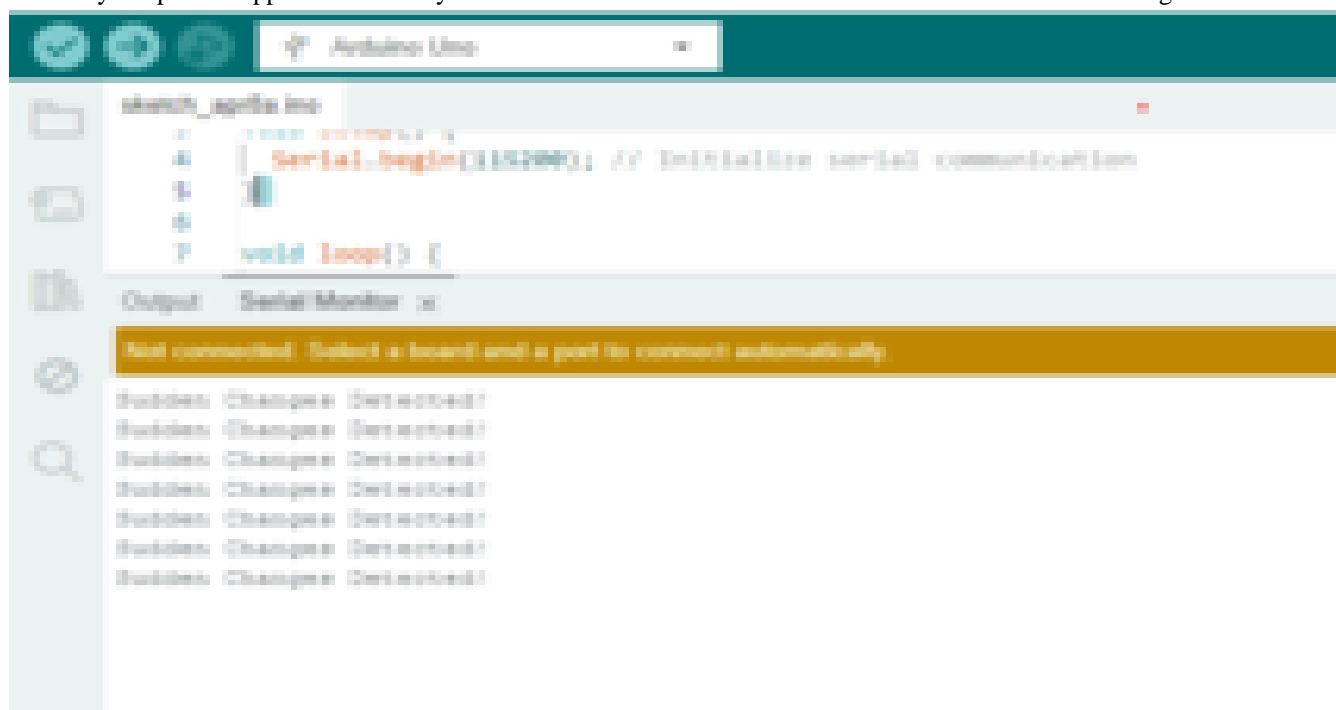 Arduino Uno
sketch_apr8a.ino
4 Serial.begin(115200); // Initialize serial communication
5 }
6
7 void loop() {
Output Serial Monitor x
Not connected. Select a board and a port to connect automatically.
Sudden Changes Detected!
Sudden Changes Detected!
Sudden Changes Detected!
Sudden Changes Detected!
Sudden Changes Detected!
Sudden Changes Detected!
Sudden Changes Detected!